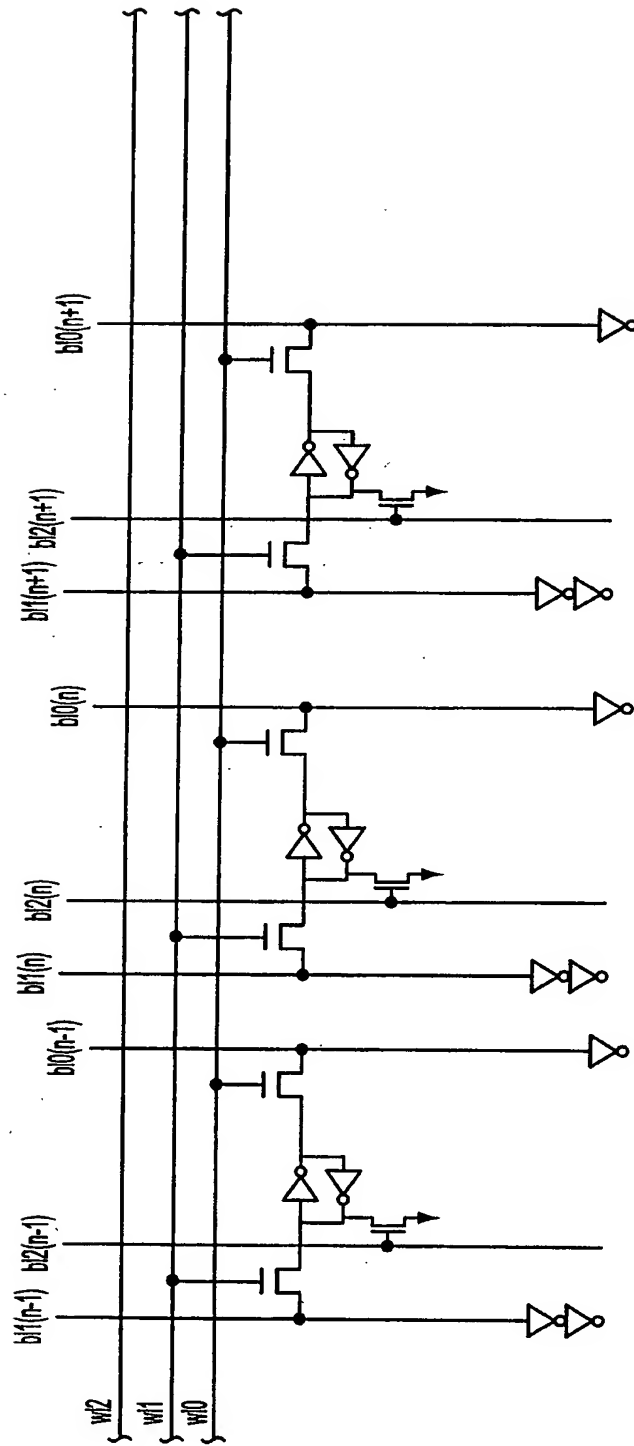 wl2
wl1
wl0
bl1(n-1)
bl2(n-1)
bl0(n-1)
bl1(n)
bl2(n)
bl0(n)
bl1(n+1)
bl2(n+1)
bl0(n+1)